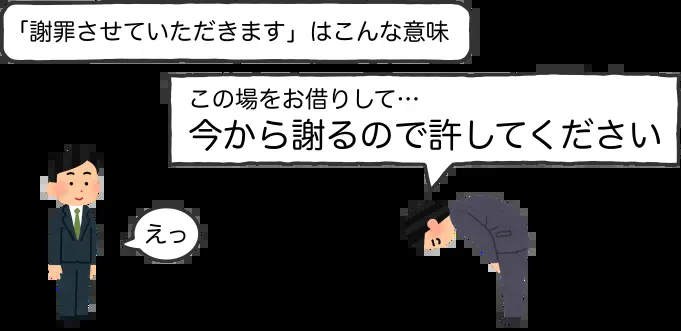 「謝罪させていただきます」はこんな意味
この場をお借りして…
今から謝るので許してください
えっ